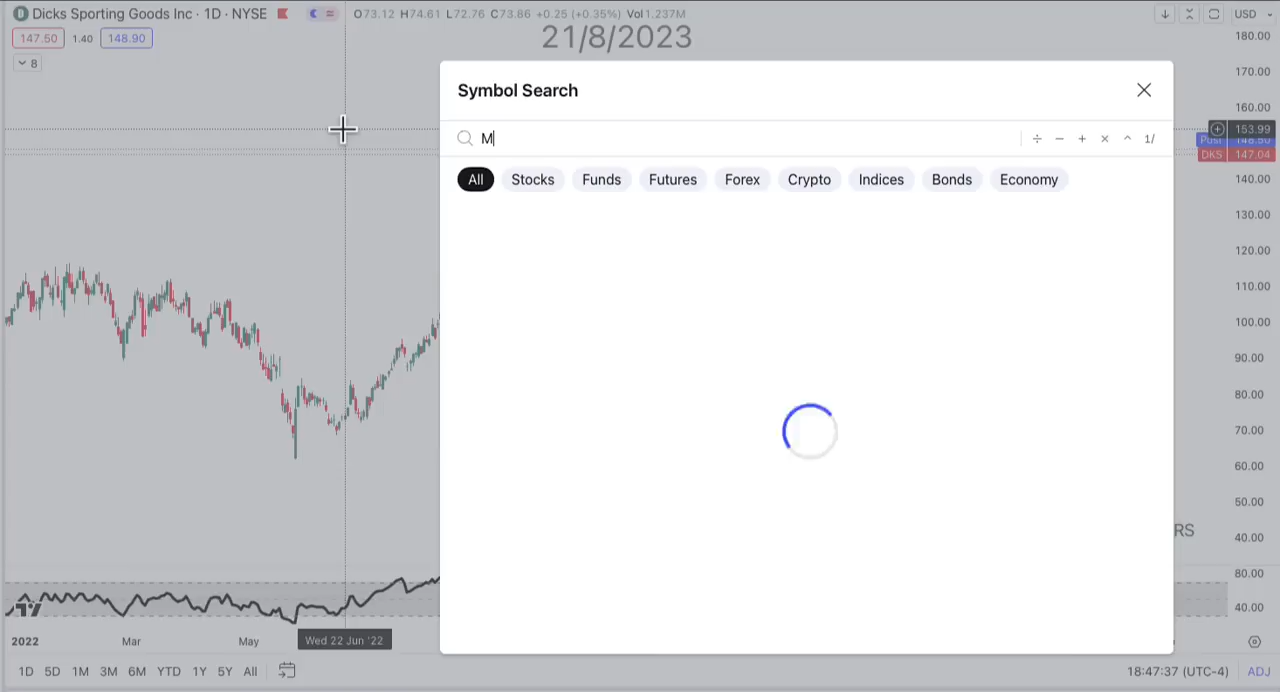 D Dicks Sporting Goods Inc · 1D · NYSE O73.12 H74.61 L72.76 C73.86 +0.25 (+0.35%) Vol 1.237M USD
147.50 1.40 148.90
21/8/2023
8
180.00
170.00
160.00
153.99
Post 148.50
DKS 147.04
140.00
130.00
120.00
110.00
100.00
90.00
80.00
70.00
60.00
50.00
40.00
80.00
40.00
Symbol Search
M
÷ − + × ^ 1/
All Stocks Funds Futures Forex Crypto Indices Bonds Economy
RS
2022 Mar May Wed 22 Jun '22
1D 5D 1M 3M 6M YTD 1Y 5Y All 18:47:37 (UTC-4) ADJ